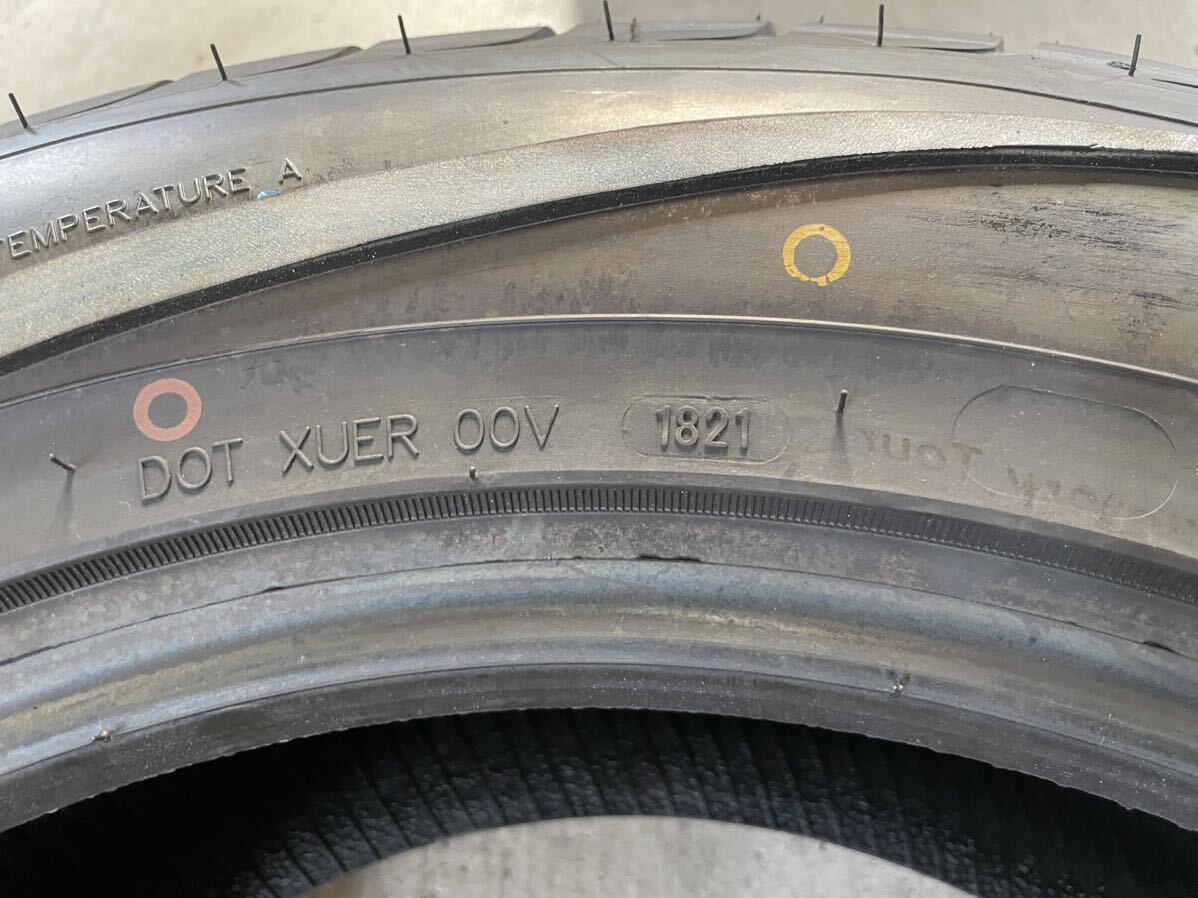 TEMPERATURE A
DOT XUER 00V 1821